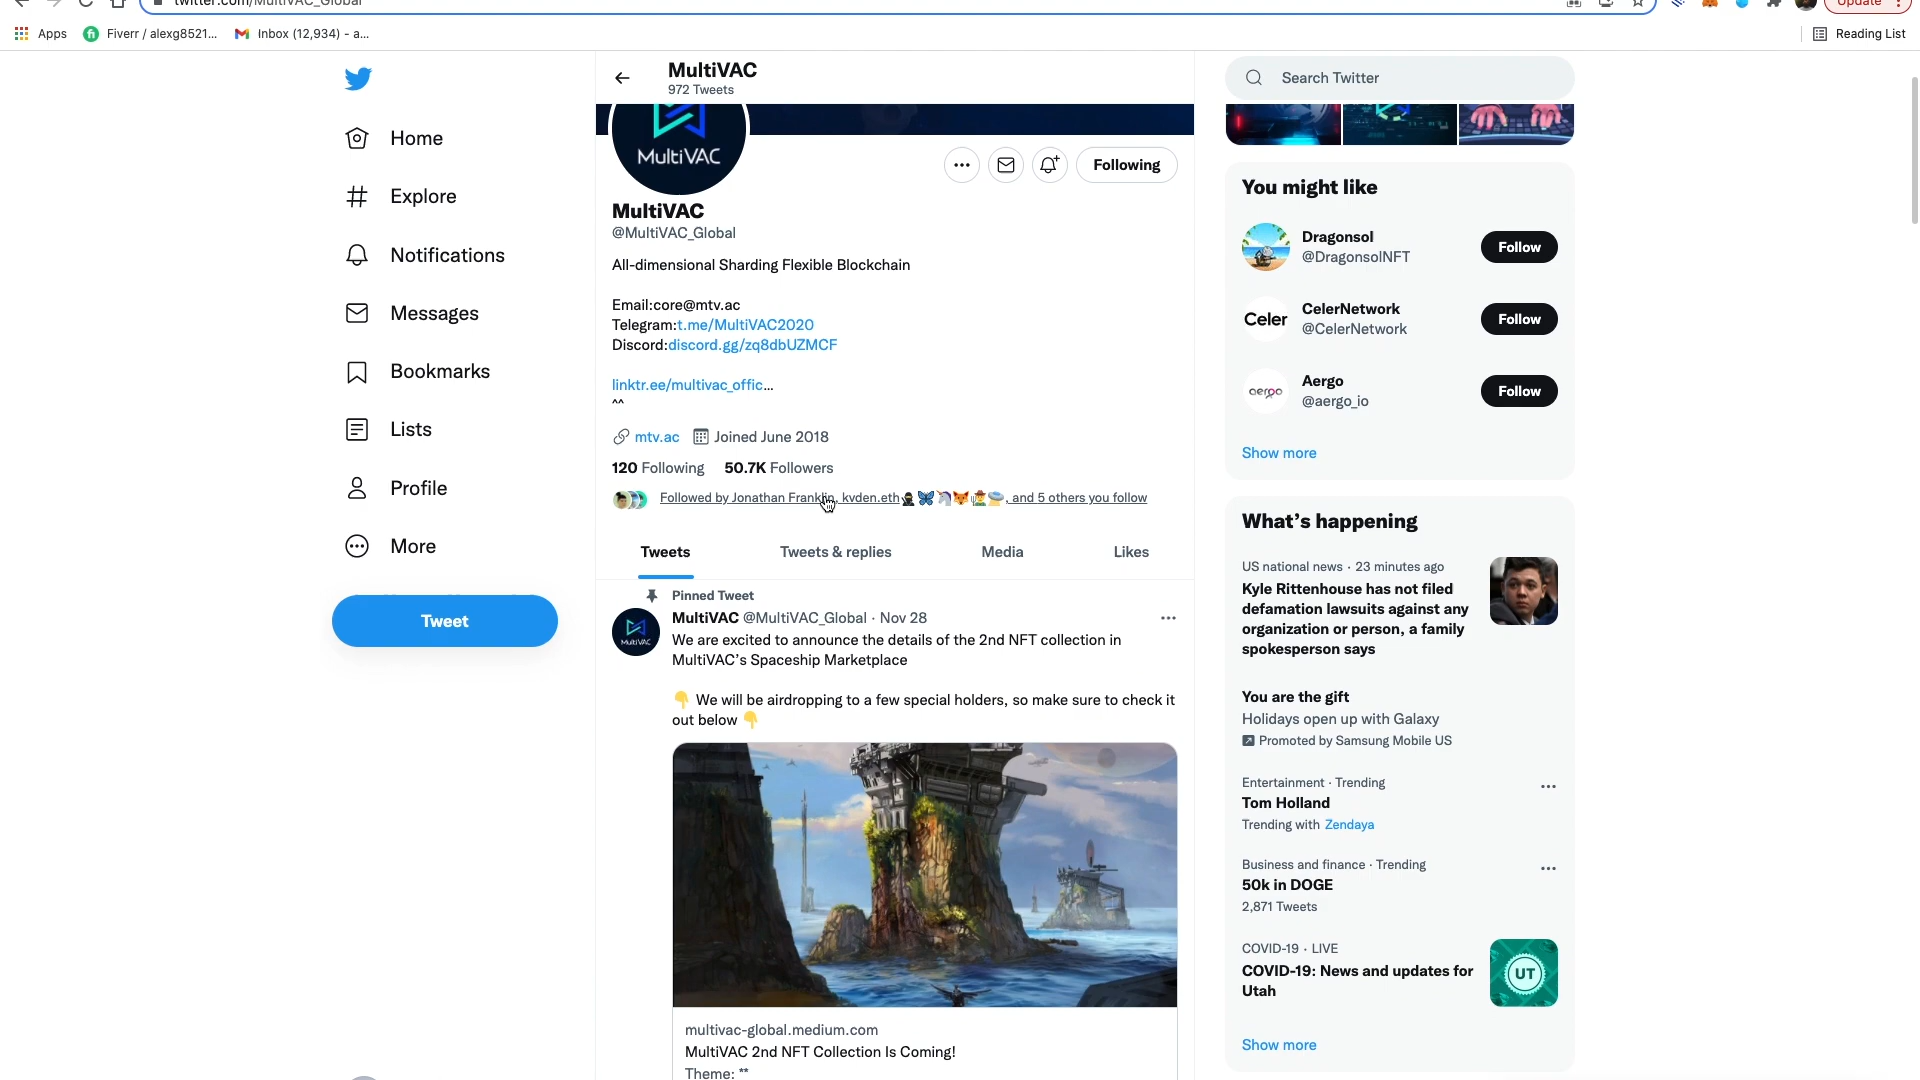 twitter.com/MultiVAC_Global
Update
Apps
Fiverr / alexg8521...
Inbox (12,934) - a...
Reading List
MultiVAC
972 Tweets
Search Twitter
Home
Explore
Notifications
Messages
Bookmarks
Lists
Profile
More
Tweet
MultiVAC
Following
MultiVAC
@MultiVAC_Global
All-dimensional Sharding Flexible Blockchain
Email:core@mtv.ac
Telegram:t.me/MultiVAC2020
Discord:discord.gg/zq8dbUZMCF
linktr.ee/multivac_offic...
^^
mtv.ac Joined June 2018
120 Following 50.7K Followers
Followed by Jonathan Franklin, kvden.eth🥷🦋🦄🦊👨‍🌾🛸, and 5 others you follow
Tweets Tweets & replies Media Likes
Pinned Tweet
MultiVAC @MultiVAC_Global · Nov 28
MultiVAC
We are excited to announce the details of the 2nd NFT collection in
MultiVAC's Spaceship Marketplace
👇 We will be airdropping to a few special holders, so make sure to check it
out below 👇
multivac-global.medium.com
MultiVAC 2nd NFT Collection Is Coming!
Theme: "
You might like
Dragonsol
@DragonsolNFT
Follow
Celer
CelerNetwork
@CelerNetwork
Follow
aergo
Aergo
@aergo_io
Follow
Show more
What's happening
US national news · 23 minutes ago
Kyle Rittenhouse has not filed
defamation lawsuits against any
organization or person, a family
spokesperson says
You are the gift
Holidays open up with Galaxy
Promoted by Samsung Mobile US
Entertainment · Trending
Tom Holland
Trending with Zendaya
Business and finance · Trending
50k in DOGE
2,871 Tweets
COVID-19 · LIVE
COVID-19: News and updates for
Utah
UT
Show more